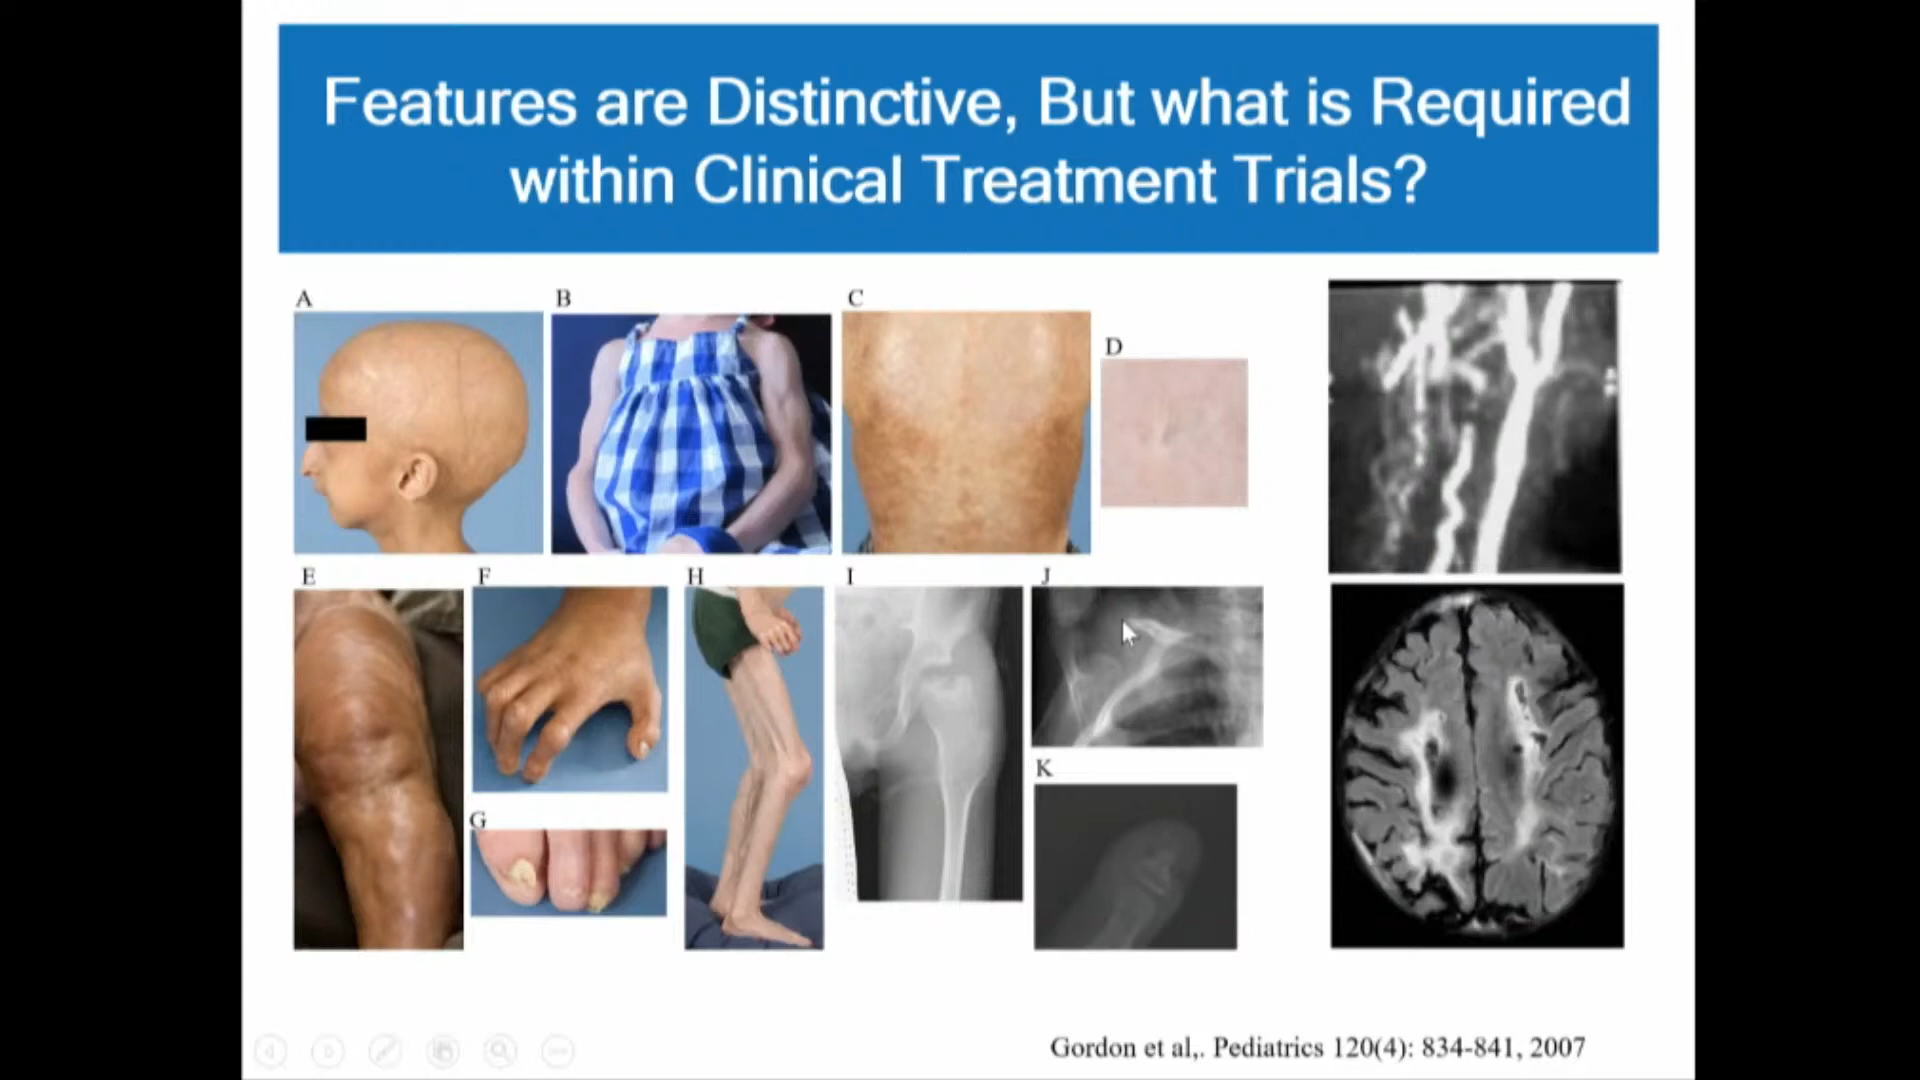 Features are Distinctive, But what is Required
within Clinical Treatment Trials?
A
B
C
D
E
F
G
H
I
J
K
Gordon et al,. Pediatrics 120(4): 834-841, 2007